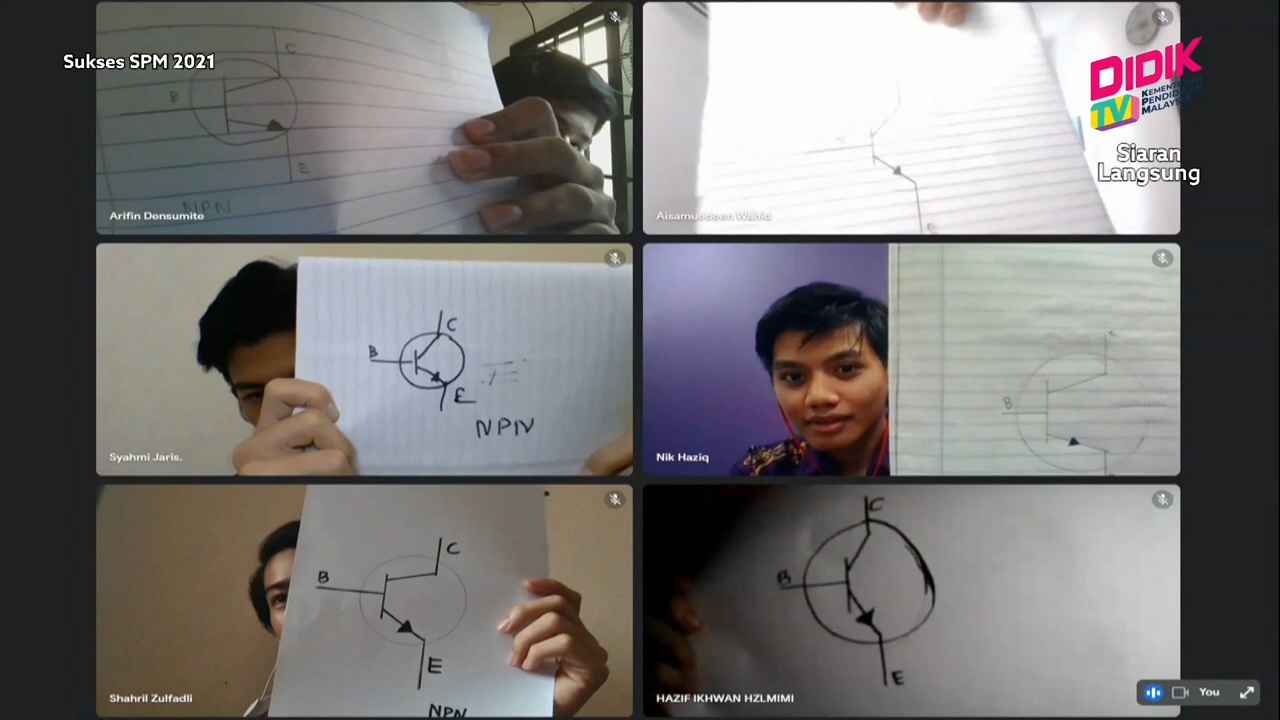 Sukses SPM 2021
C
B
E
NPN
Arifin Densumite
Aisamuddeen Wahid
DIDIK
TV
KEMENTERIAN
PENDIDIKAN
MALAYSIA
Siaran
Langsung
C
B
E
NPN
Syahmi Jaris.
B
Nik Haziq
C
B
E
NPN
Shahril Zulfadli
C
B
E
HAZIF IKHWAN HZLMIMI
You